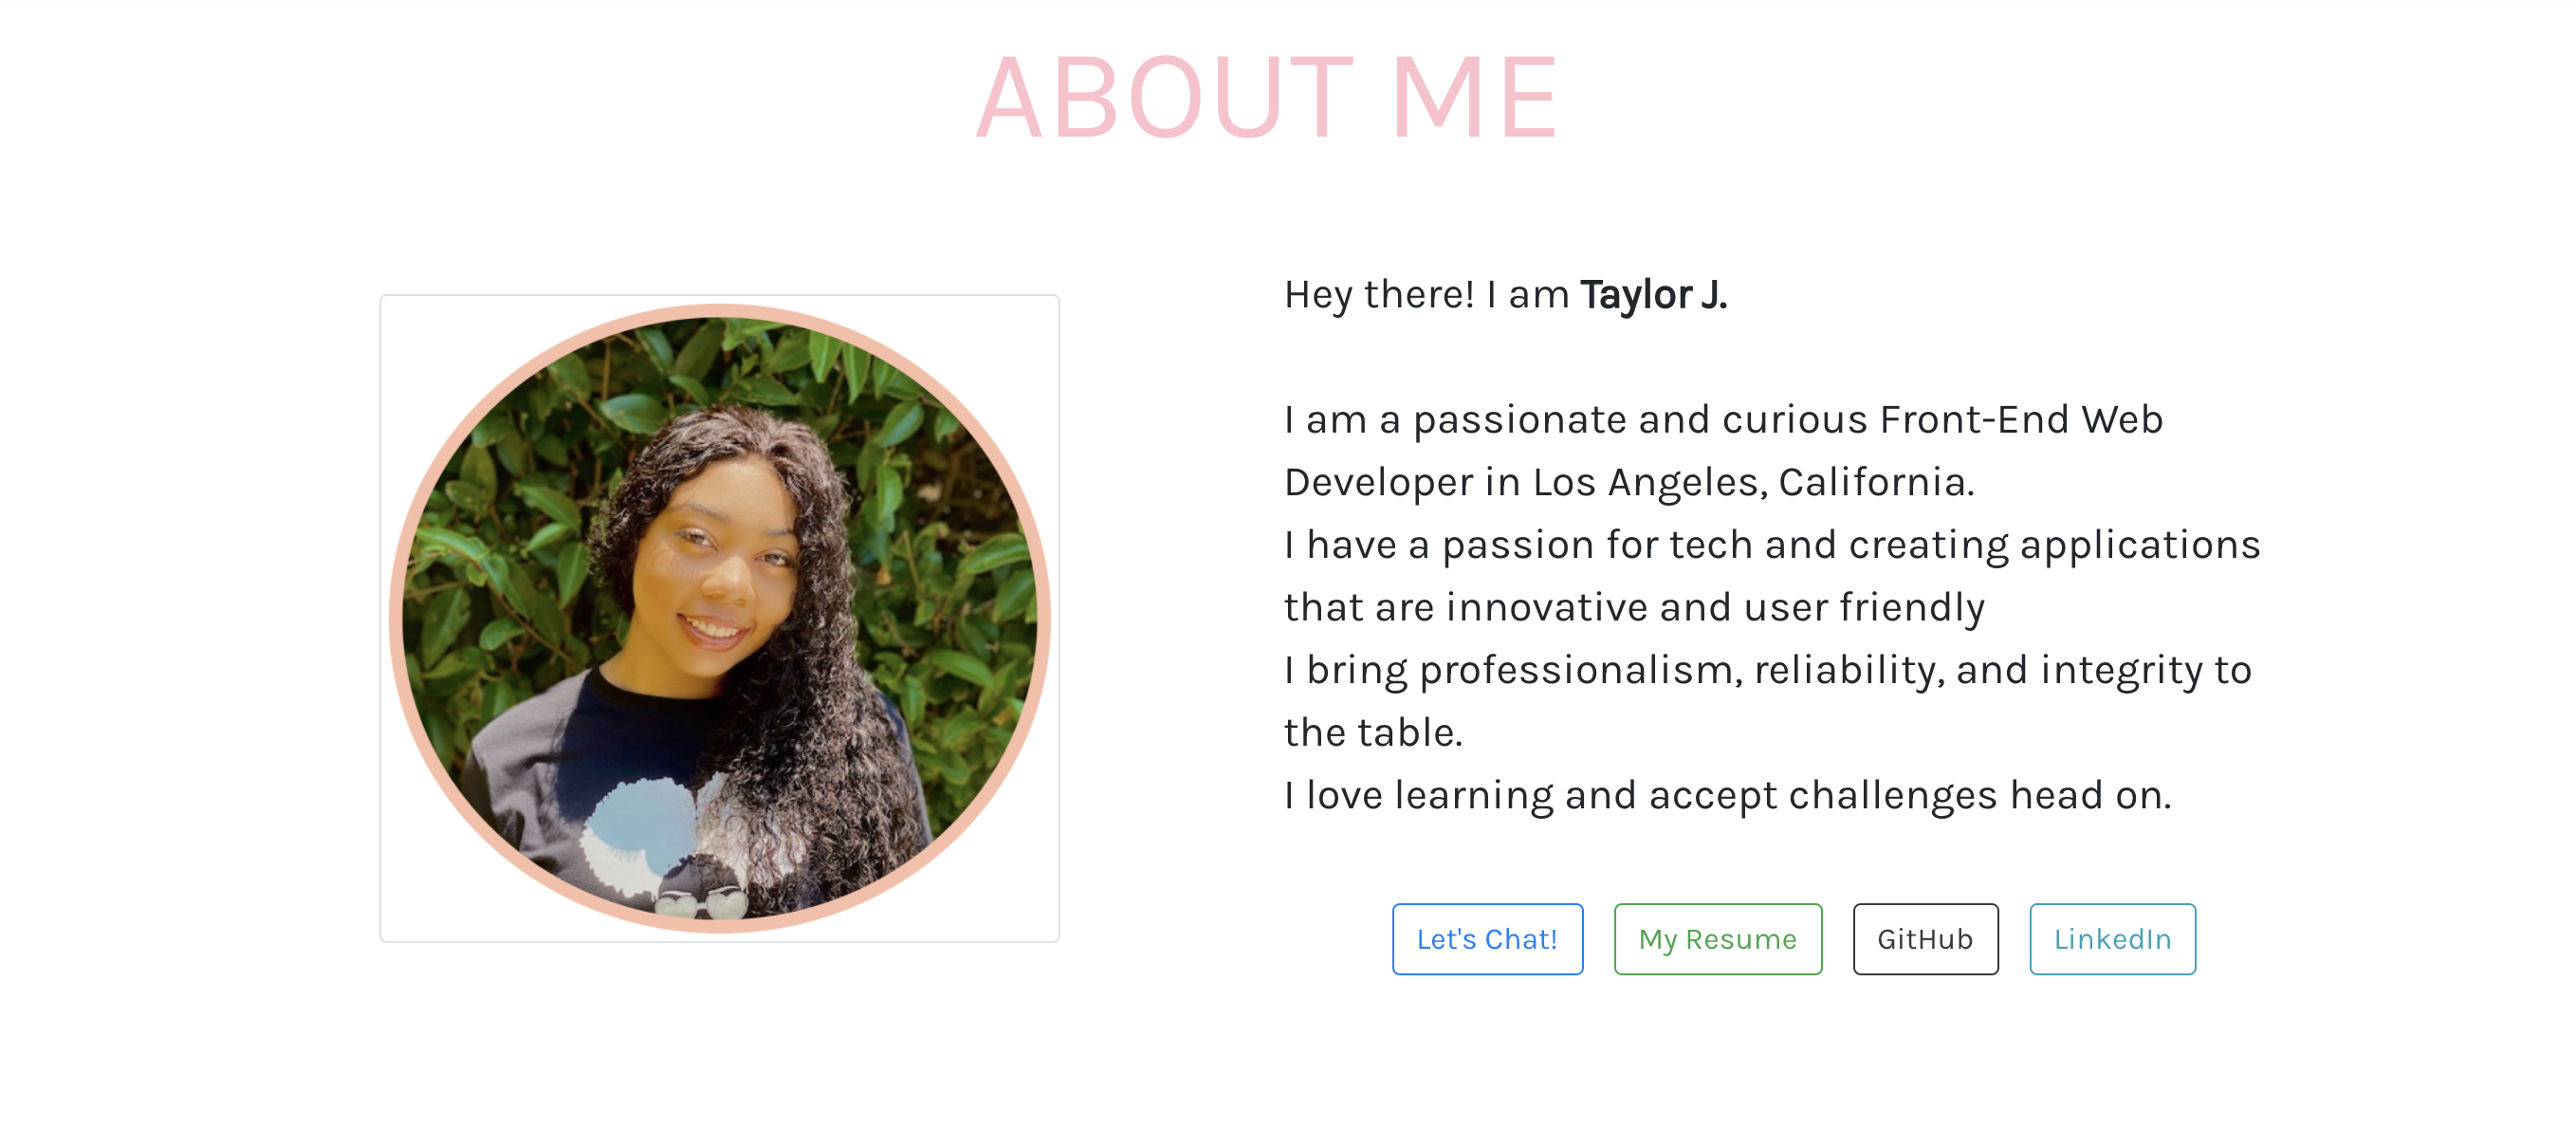 ABOUT ME
Hey there! I am Taylor J.
I am a passionate and curious Front-End Web
Developer in Los Angeles, California.
I have a passion for tech and creating applications
that are innovative and user friendly
I bring professionalism, reliability, and integrity to
the table.
I love learning and accept challenges head on.
Let's Chat!
My Resume
GitHub
LinkedIn